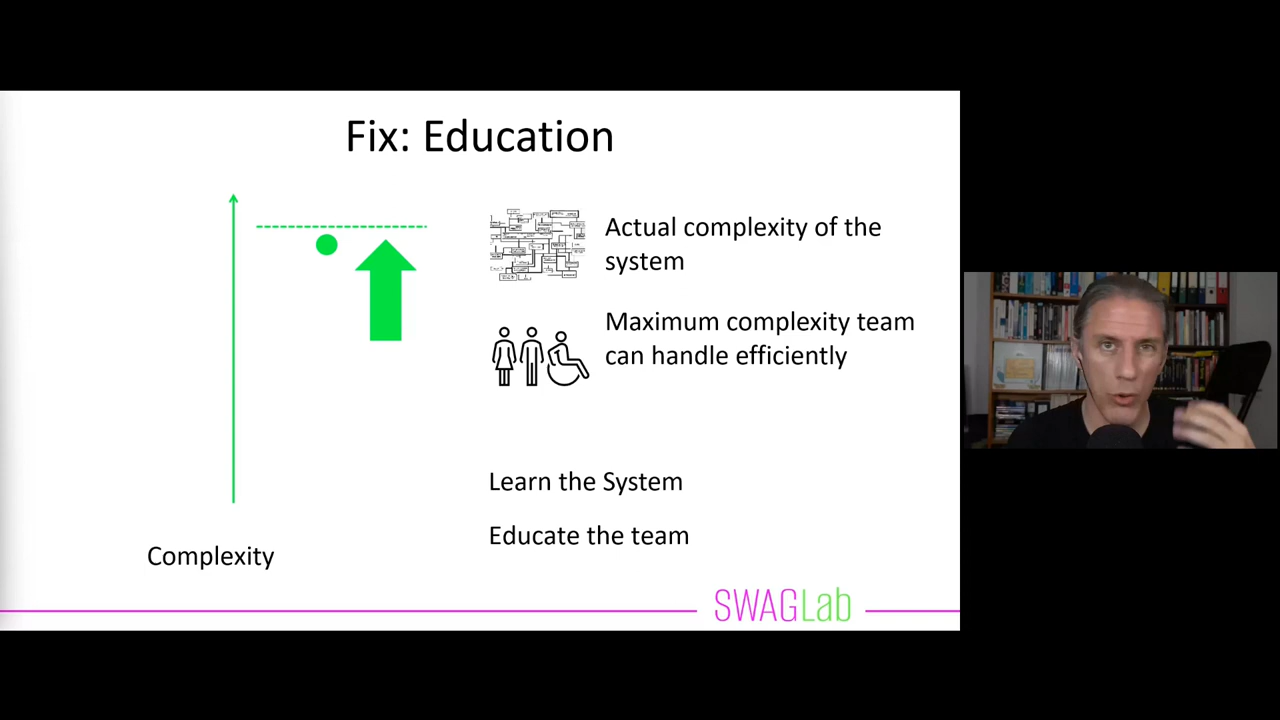 Fix: Education
Actual complexity of the
system
Maximum complexity team
can handle efficiently
Learn the System
Educate the team
Complexity
SWAGLab